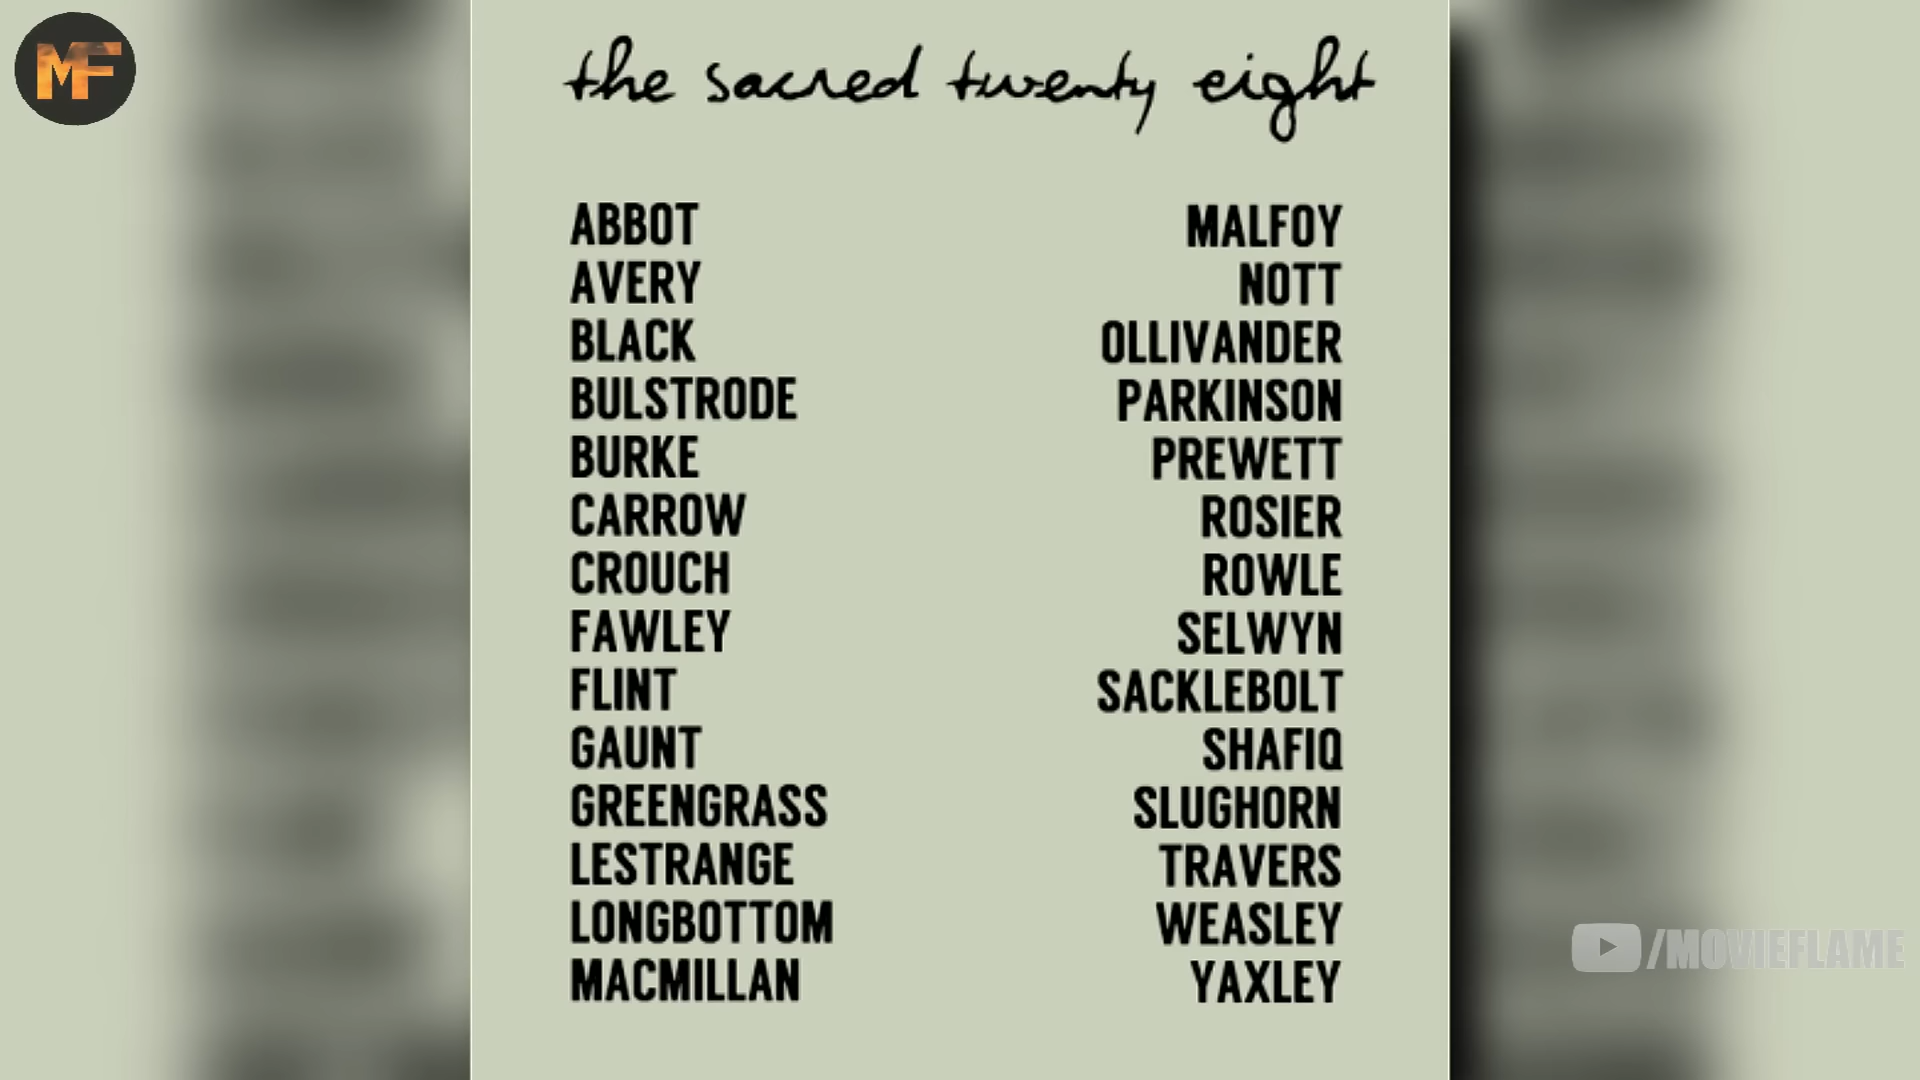 MF
the sacred twenty eight
ABBOT
AVERY
BLACK
BULSTRODE
BURKE
CARROW
CROUCH
FAWLEY
FLINT
GAUNT
GREENGRASS
LESTRANGE
LONGBOTTOM
MACMILLAN
MALFOY
NOTT
OLLIVANDER
PARKINSON
PREWETT
ROSIER
ROWLE
SELWYN
SACKLEBOLT
SHAFIQ
SLUGHORN
TRAVERS
WEASLEY
YAXLEY
/MOVIEFLAME